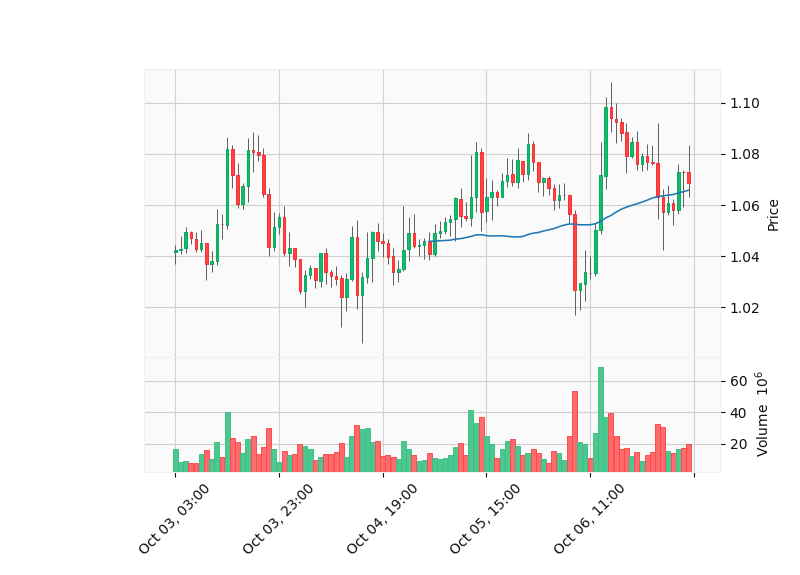 1.10
1.08
1.06
1.04
1.02
Price
60
40
20
Volume 10^6
Oct 03, 03:00
Oct 03, 23:00
Oct 04, 19:00
Oct 05, 15:00
Oct 06, 11:00